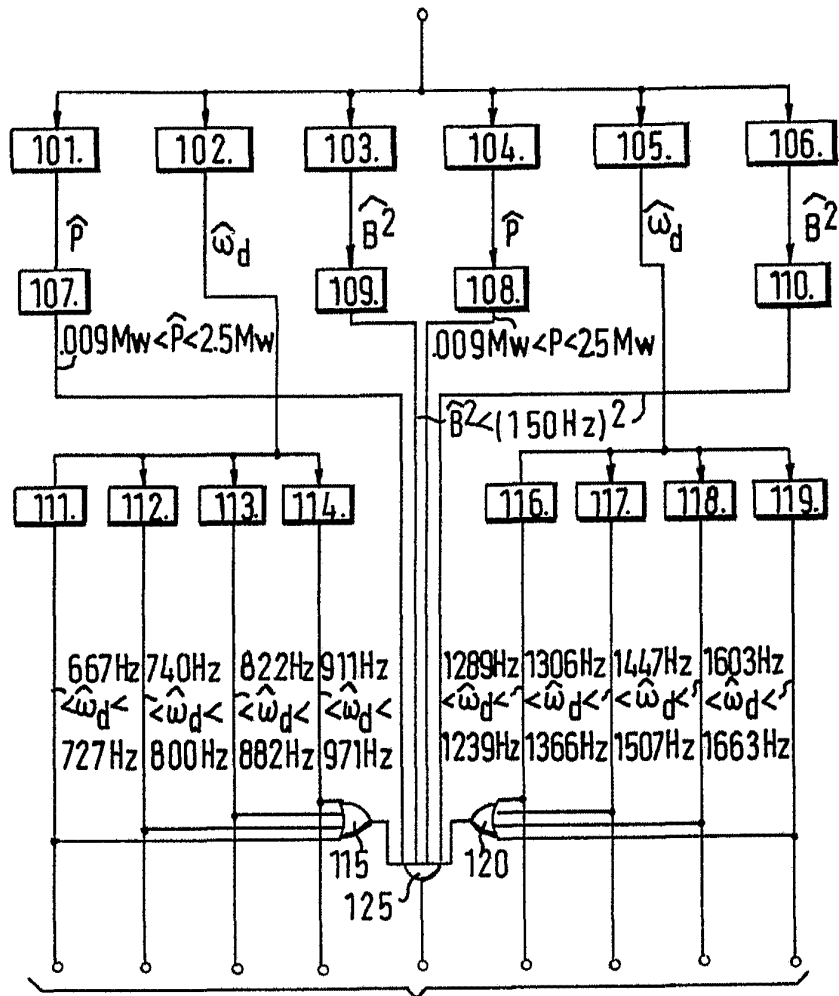 101. 102. 103. 104. 105. 106.
P̂ ω̂d B̂² P̂ ω̂d B̂²
107. 109. 108. 110.
.009Mw<P̂<2.5Mw .009Mw<P<25Mw
B̂²<(150Hz)²
111. 112. 113. 114. 116. 117. 118. 119.
667Hz 740Hz 822Hz 911Hz 1289Hz 1306Hz 1447Hz 1603Hz
<ω̂d< <ω̂d< <ω̂d< <ω̂d< <ω̂d< <ω̂d< <ω̂d< <ω̂d<
727Hz 800Hz 882Hz 971Hz 1239Hz 1366Hz 1507Hz 1663Hz
115 120
125